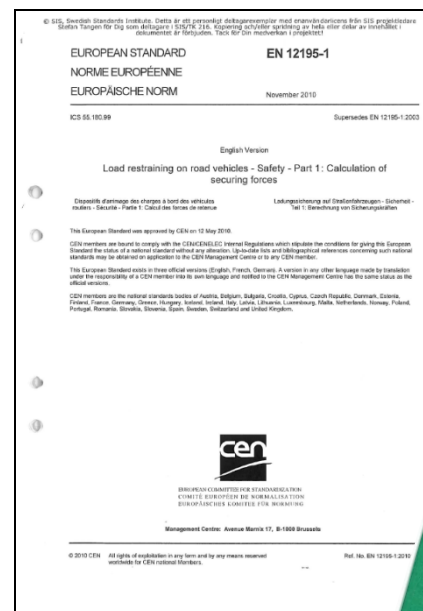 © SIS, Swedish Standards Institute. Detta är ett personligt deltagarexemplar med enanvändarlicens från SIS projektledare
Stefan Tangen för Dig som deltagare i SIS/TK 216. Kopiering och/eller spridning av hela eller delar av innehållet i
dokumentet är förbjuden. Tack för Din medverkan i projektet!
EUROPEAN STANDARD
EN 12195-1
NORME EUROPÉENNE
EUROPÄISCHE NORM
November 2010
ICS 55.180.99
Supersedes EN 12195-1:2003
English Version
Load restraining on road vehicles - Safety - Part 1: Calculation of
securing forces
Dispositifs d'arrimage des charges à bord des véhicules
routiers - Sécurité - Partie 1: Calcul des forces de retenue
Ladungssicherung auf Straßenfahrzeugen - Sicherheit -
Teil 1: Berechnung von Sicherungskräften
This European Standard was approved by CEN on 12 May 2010.
CEN members are bound to comply with the CEN/CENELEC Internal Regulations which stipulate the conditions for giving this European
Standard the status of a national standard without any alteration. Up-to-date lists and bibliographical references concerning such national
standards may be obtained on application to the CEN Management Centre or to any CEN member.
This European Standard exists in three official versions (English, French, German). A version in any other language made by translation
under the responsibility of a CEN member into its own language and notified to the CEN Management Centre has the same status as the
official versions.
CEN members are the national standards bodies of Austria, Belgium, Bulgaria, Croatia, Cyprus, Czech Republic, Denmark, Estonia,
Finland, France, Germany, Greece, Hungary, Iceland, Ireland, Italy, Latvia, Lithuania, Luxembourg, Malta, Netherlands, Norway, Poland,
Portugal, Romania, Slovakia, Slovenia, Spain, Sweden, Switzerland and United Kingdom.
cen
EUROPEAN COMMITTEE FOR STANDARDIZATION
COMITÉ EUROPÉEN DE NORMALISATION
EUROPÄISCHES KOMITEE FÜR NORMUNG
Management Centre: Avenue Marnix 17, B-1000 Brussels
© 2010 CEN
All rights of exploitation in any form and by any means reserved
worldwide for CEN national Members.
Ref. No. EN 12195-1:2010